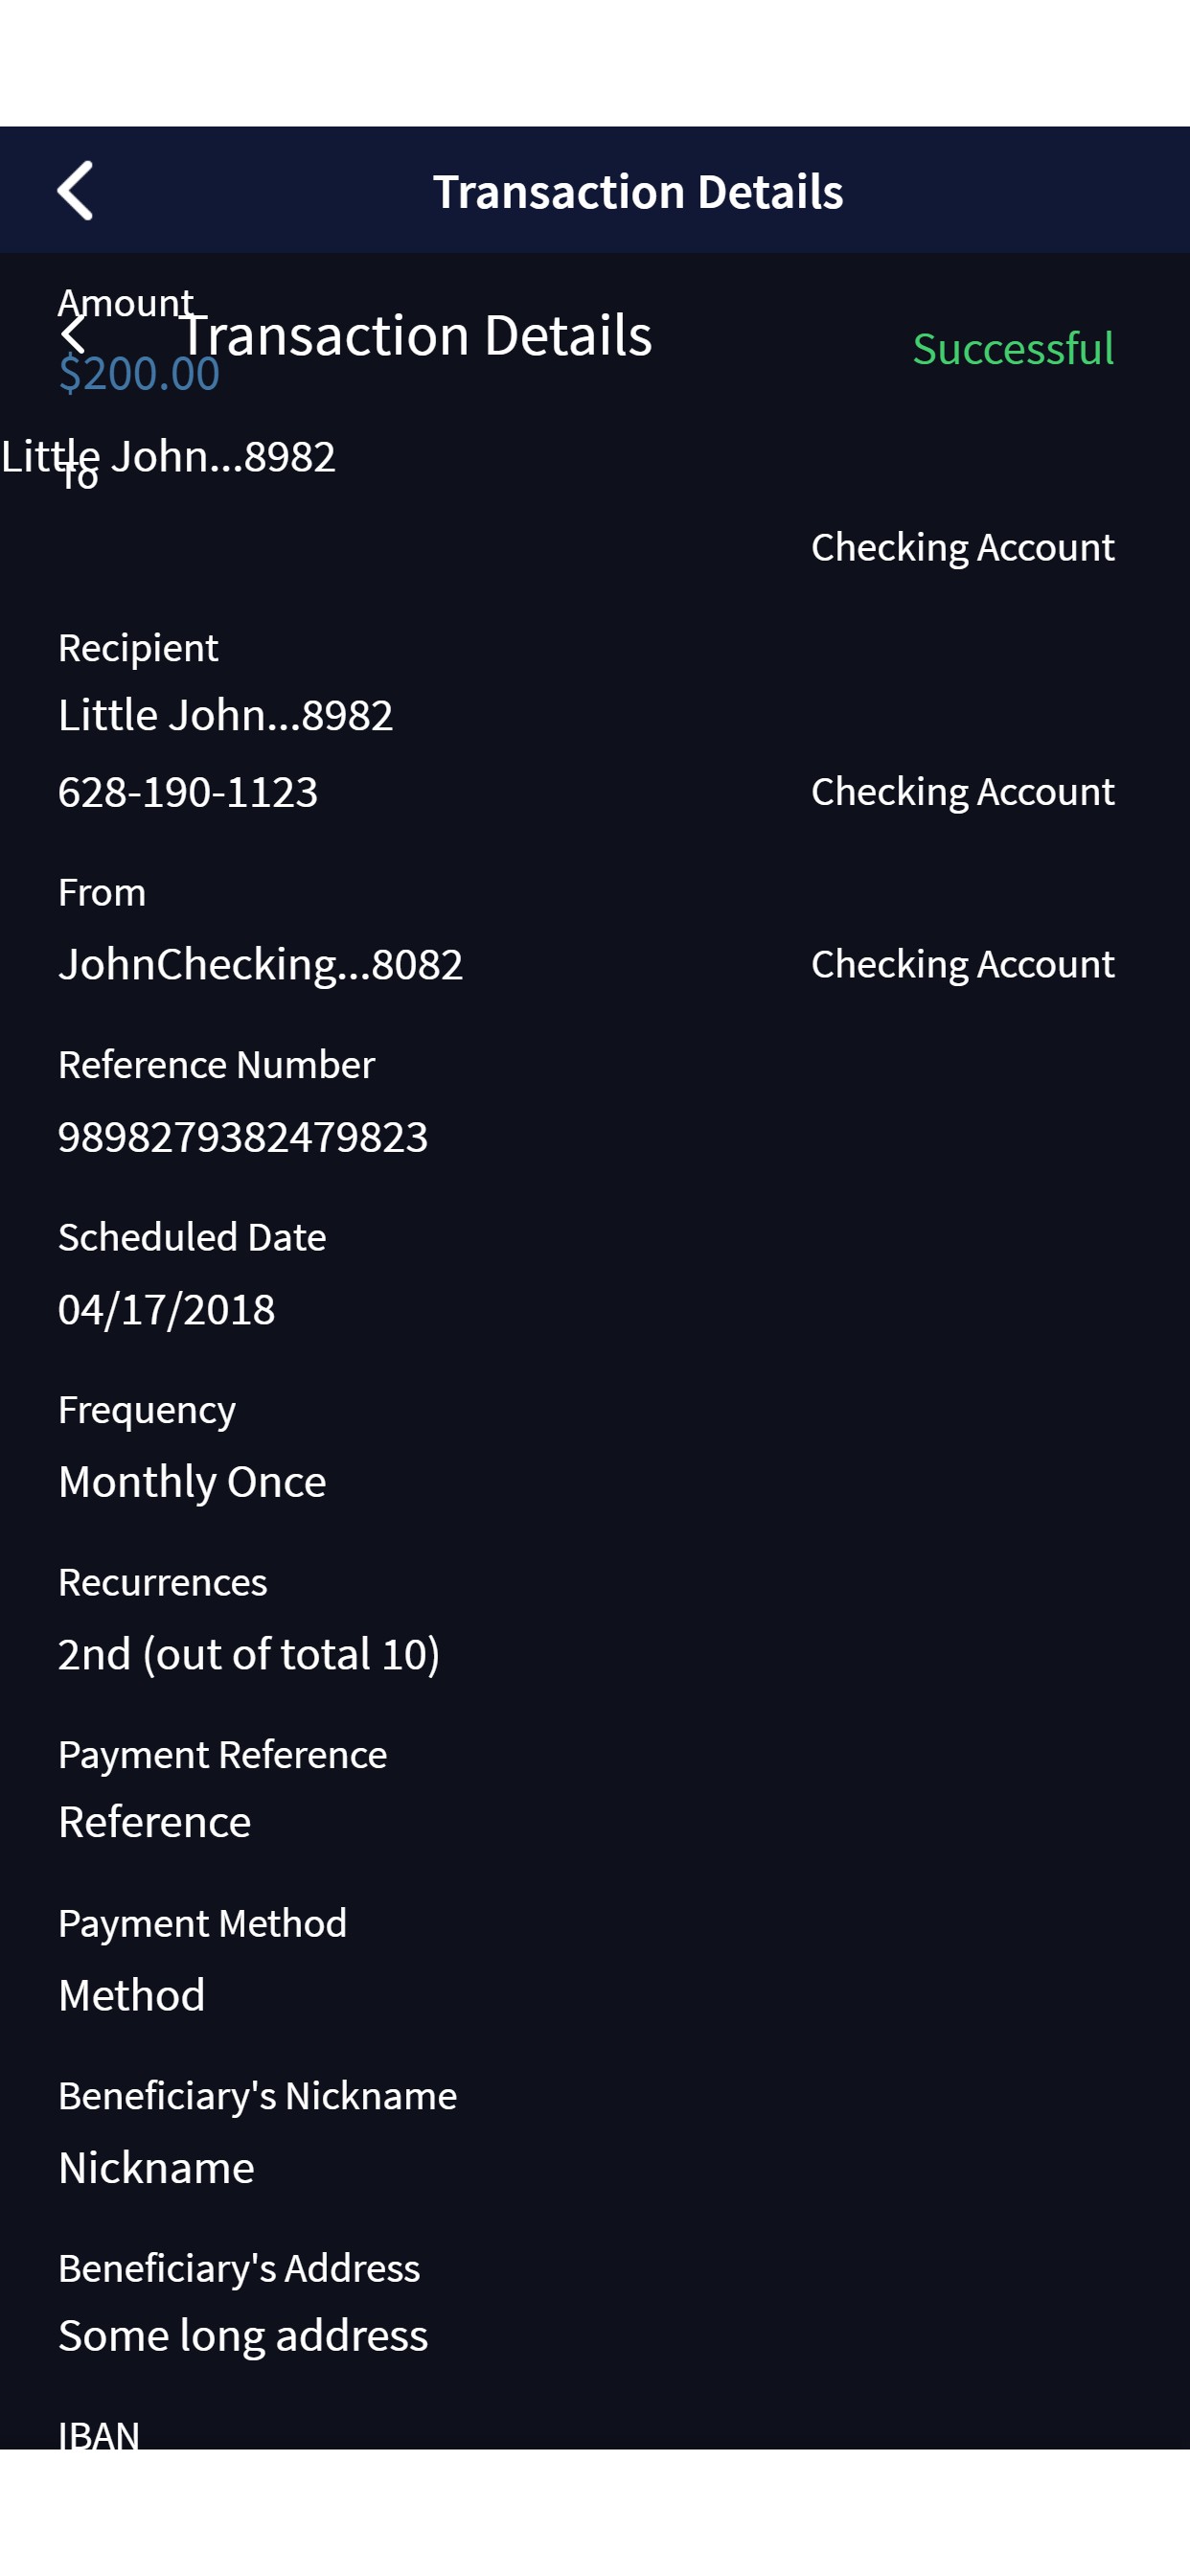 Transaction Details
Amount
Transaction Details
$200.00
Successful
Little John...8982
To
Checking Account
Recipient
Little John...8982
628-190-1123
Checking Account
From
JohnChecking...8082
Checking Account
Reference Number
9898279382479823
Scheduled Date
04/17/2018
Frequency
Monthly Once
Recurrences
2nd (out of total 10)
Payment Reference
Reference
Payment Method
Method
Beneficiary's Nickname
Nickname
Beneficiary's Address
Some long address
IBAN